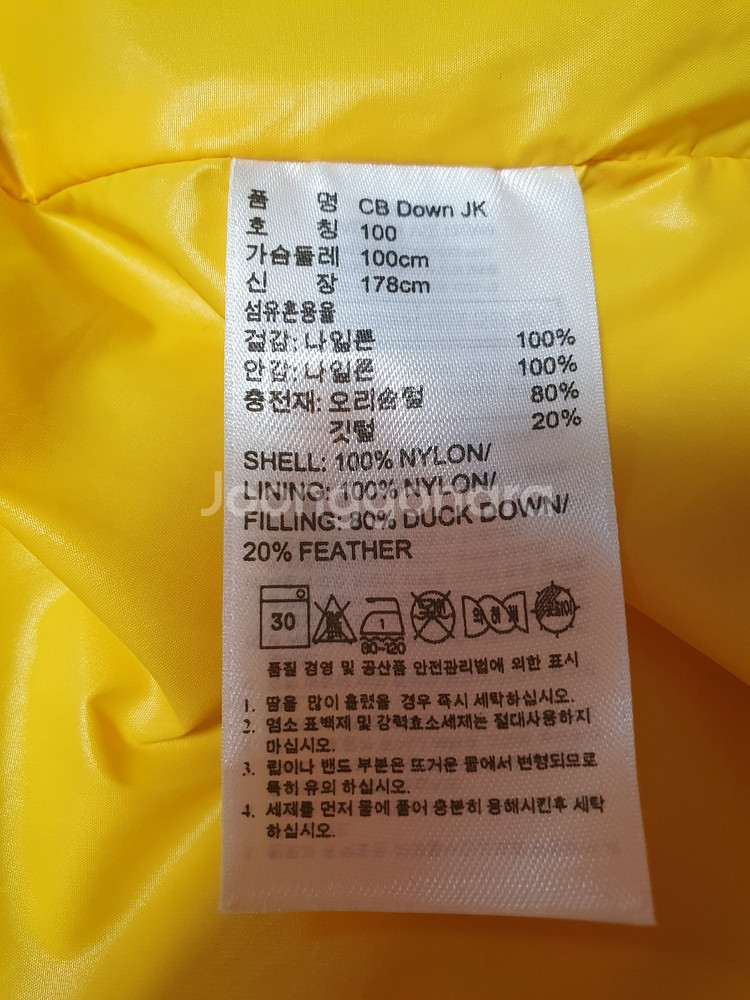 품 명 CB Down JK
호 칭 100
가슴둘레 100cm
신 장 178cm
섬유혼용율
겉감: 나일론 100%
안감: 나일론 100%
충전재: 오리솜털 80%
깃털 20%
SHELL: 100% NYLON/
LINING: 100% NYLON/
Joonggonara
FILLING: 80% DUCK DOWN/
20% FEATHER
30 1 80~120 약하게
품질 경영 및 공산품 안전관리법에 의한 표시
1. 땀을 많이 흘렸을 경우 즉시 세탁하십시오.
2. 염소 표백제 및 강력효소세제는 절대사용하지
마십시오.
3. 립이나 밴드 부분은 뜨거운 물에서 변형되므로
특히 유의 하십시오.
4. 세제를 먼저 물에 풀어 충분히 용해시킨후 세탁
하십시오.